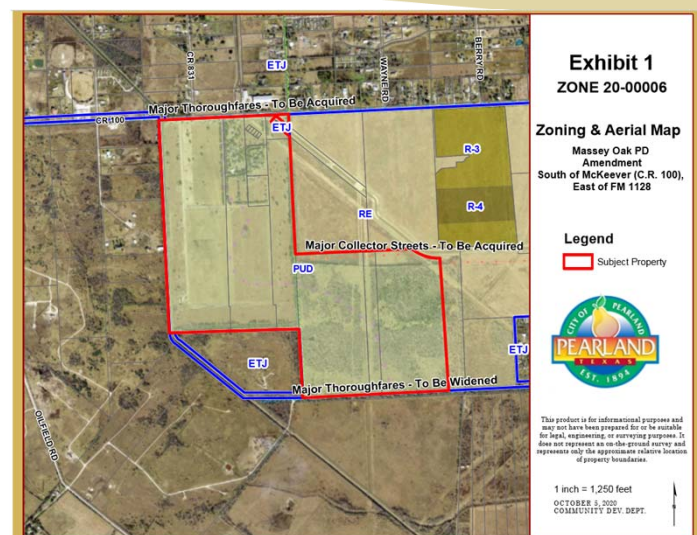 ETJ
CR 831
WAYNE RD
BERRY RD
Major Thoroughfares - To Be Acquired
CR 100
ETJ
R-3
R-4
RE
Major Collector Streets - To Be Acquired
PUD
ETJ
ETJ
Major Thoroughfares - To Be Widened
OILFIELD RD
Exhibit 1
ZONE 20-00006
Zoning & Aerial Map
Massey Oak PD
Amendment
South of McKeever (C.R. 100),
East of FM 1128
Legend
Subject Property
CITY OF PEARLAND
PEARLAND
TEXAS
EST. 1894
This product is for informational purposes and
may not have been prepared for or be suitable
for legal, engineering, or surveying purposes. It
does not represent an on-the-ground survey and
represents only the approximate relative location
of property boundaries.
1 inch = 1,250 feet
OCTOBER 5, 2020
COMMUNITY DEV. DEPT.